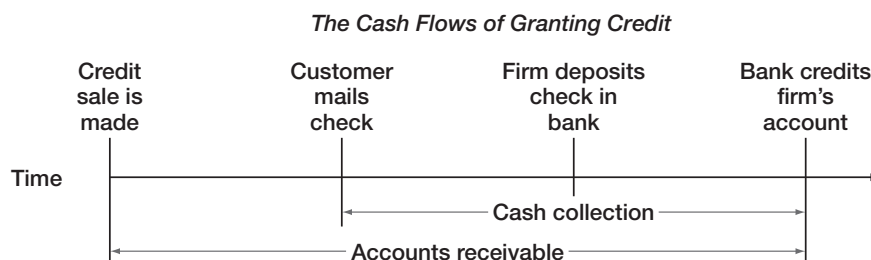 The Cash Flows of Granting Credit
Credit
sale is
made
Customer
mails
check
Firm deposits
check in
bank
Bank credits
firm's
account
Time
Cash collection
Accounts receivable